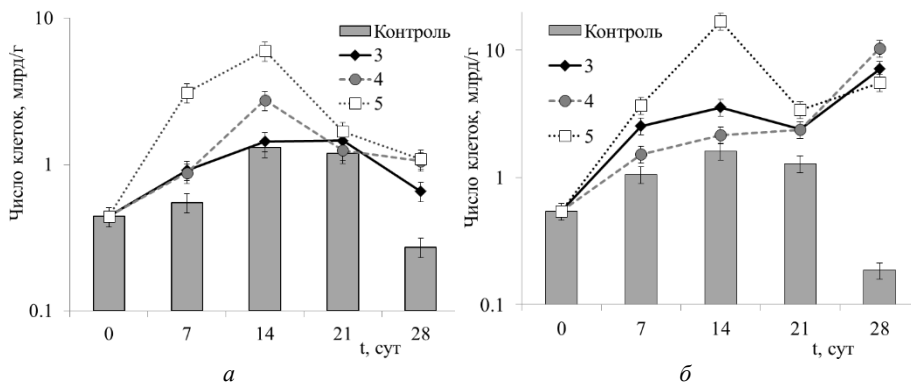 Число клеток, млрд/г
10
1
0.1
Контроль
3
4
5
0 7 14 21 28
t, сут
а
Число клеток, млрд/г
10
1
0.1
Контроль
3
4
5
0 7 14 21 28
t, сут
б